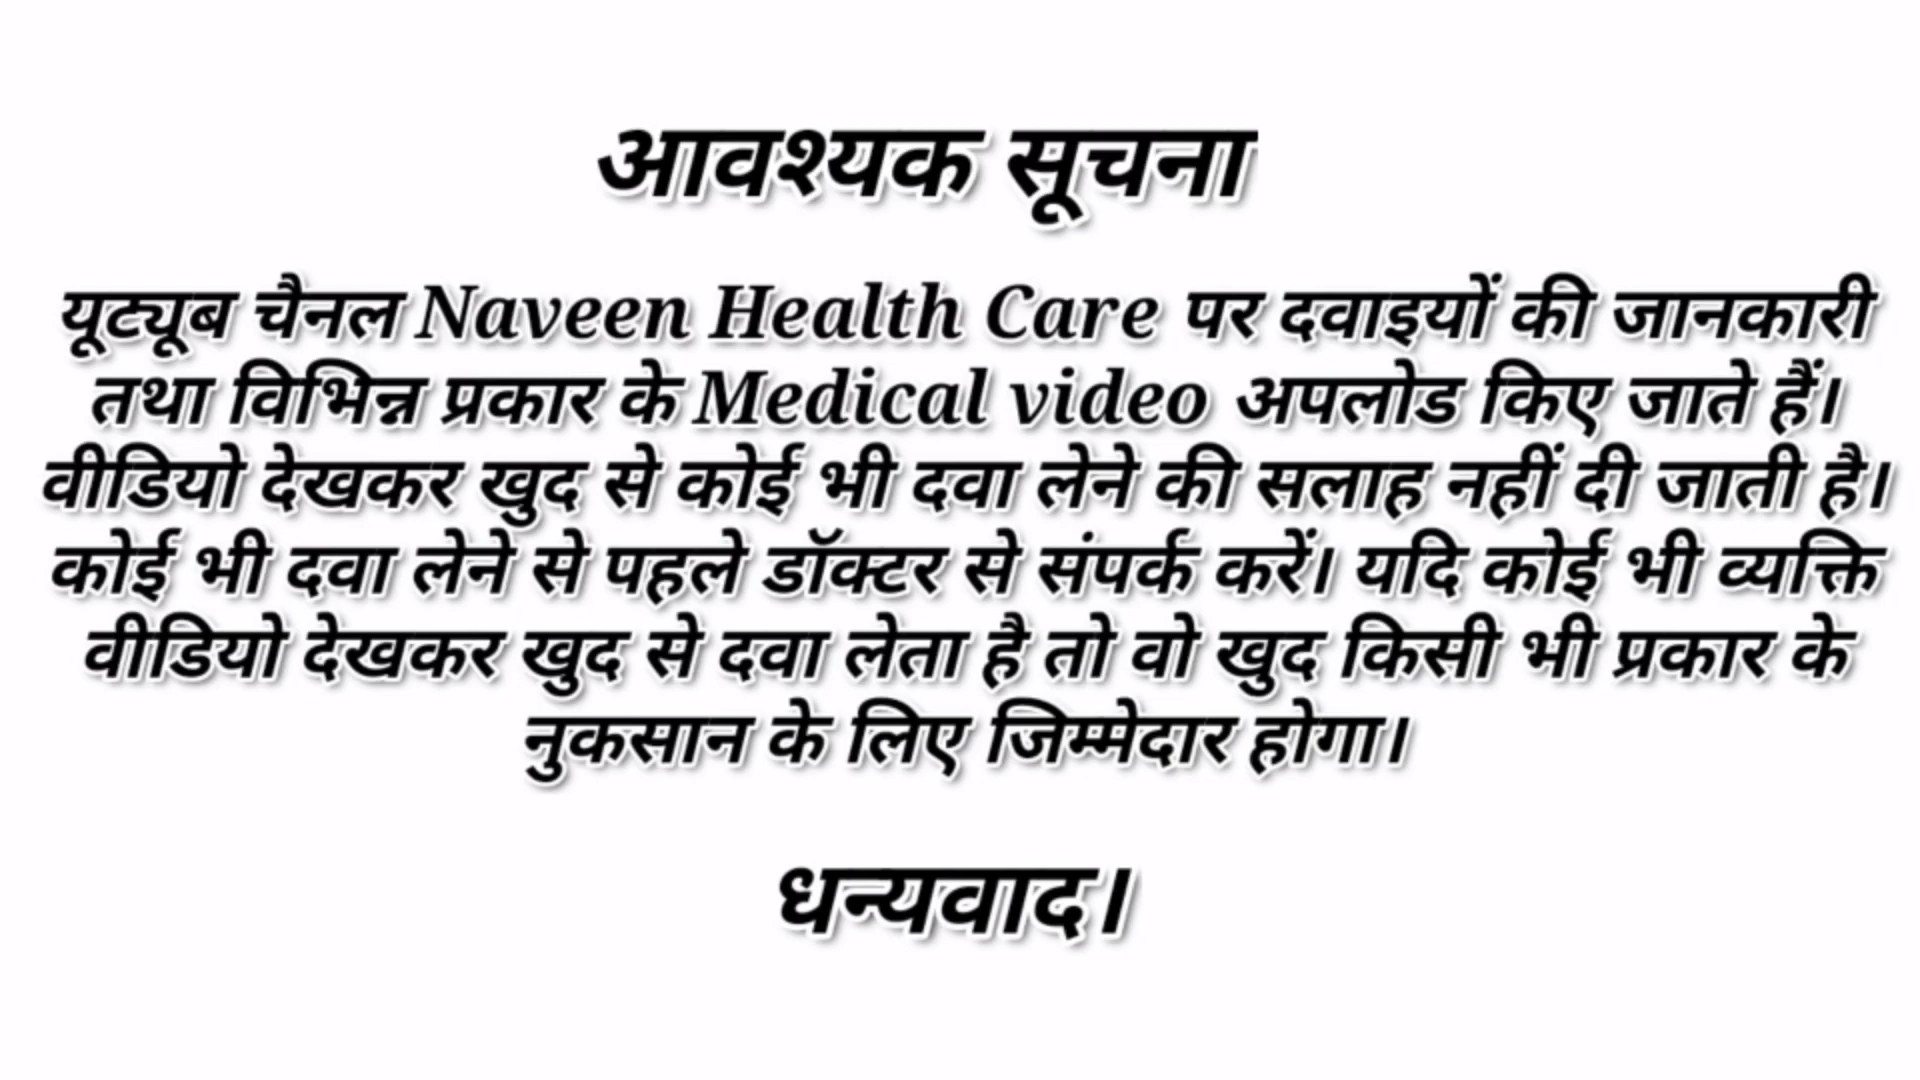 आवश्यक सूचना
यूट्यूब चैनल Naveen Health Care पर दवाइयों की जानकारी
तथा विभिन्न प्रकार के Medical video अपलोड किए जाते हैं।
वीडियो देखकर खुद से कोई भी दवा लेने की सलाह नहीं दी जाती है।
कोई भी दवा लेने से पहले डॉक्टर से संपर्क करें। यदि कोई भी व्यक्ति
वीडियो देखकर खुद से दवा लेता है तो वो खुद किसी भी प्रकार के
नुकसान के लिए जिम्मेदार होगा।
धन्यवाद।